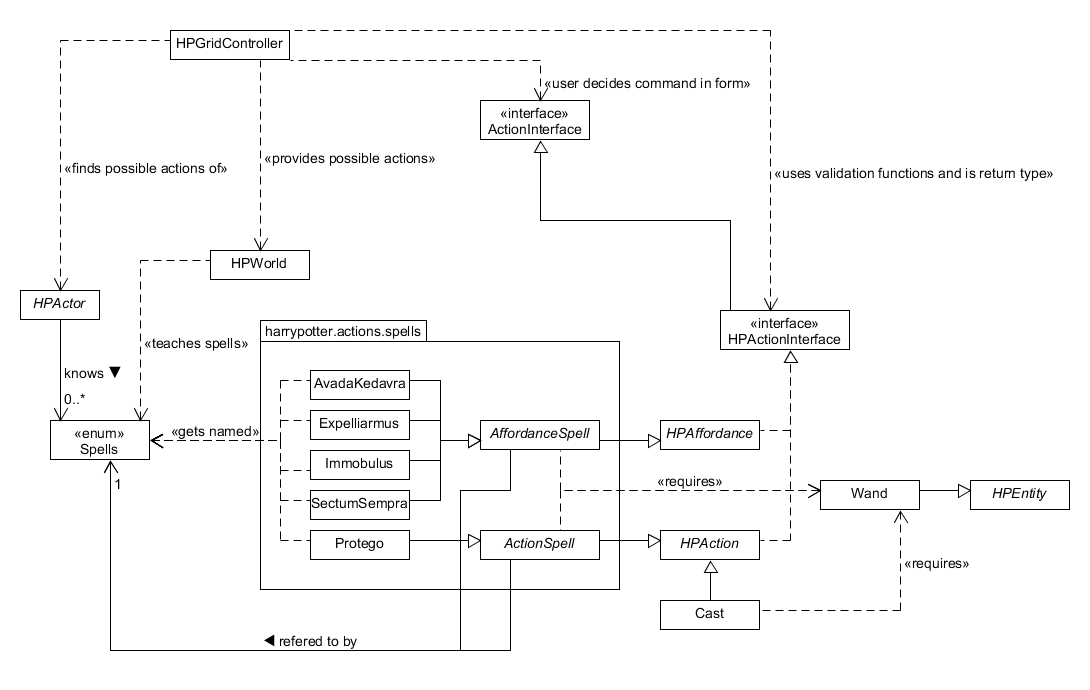 HPGridController
«user decides command in form»
«interface»
ActionInterface
«finds possible actions of»
«provides possible actions»
«uses validation functions and is return type»
HPWorld
HPActor
«interface»
HPActionInterface
harrypotter.actions.spells
«teaches spells»
knows ▼
0..*
AvadaKedavra
Expelliarmus
«gets named»
«enum»
Spells
AffordanceSpell
HPAffordance
Immobulus
1
«requires»
Wand
HPEntity
SectumSempra
Protego
ActionSpell
HPAction
«requires»
Cast
◀ refered to by